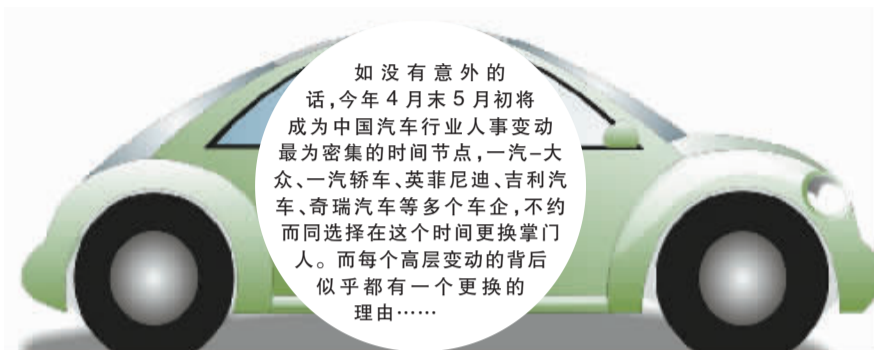 如没有意外的
话,今年4月末5月初将
成为中国汽车行业人事变动
最为密集的时间节点,一汽-大
众、一汽轿车、英菲尼迪、吉利汽
车、奇瑞汽车等多个车企,不约
而同选择在这个时间更换掌门
人。而每个高层变动的背后
似乎都有一个更换的
理由……